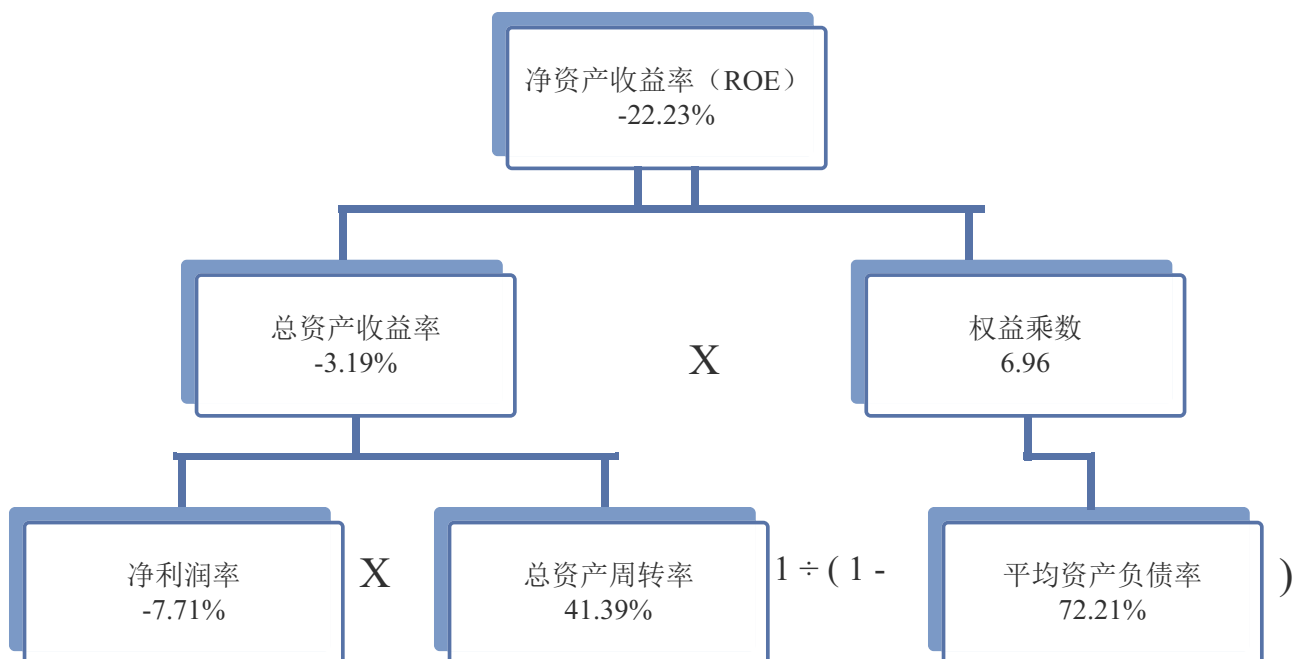 净资产收益率（ROE）
-22.23%
总资产收益率
-3.19%
X
权益乘数
6.96
净利润率
-7.71%
X
总资产周转率
41.39%
1 ÷ ( 1 -
平均资产负债率
72.21%
)